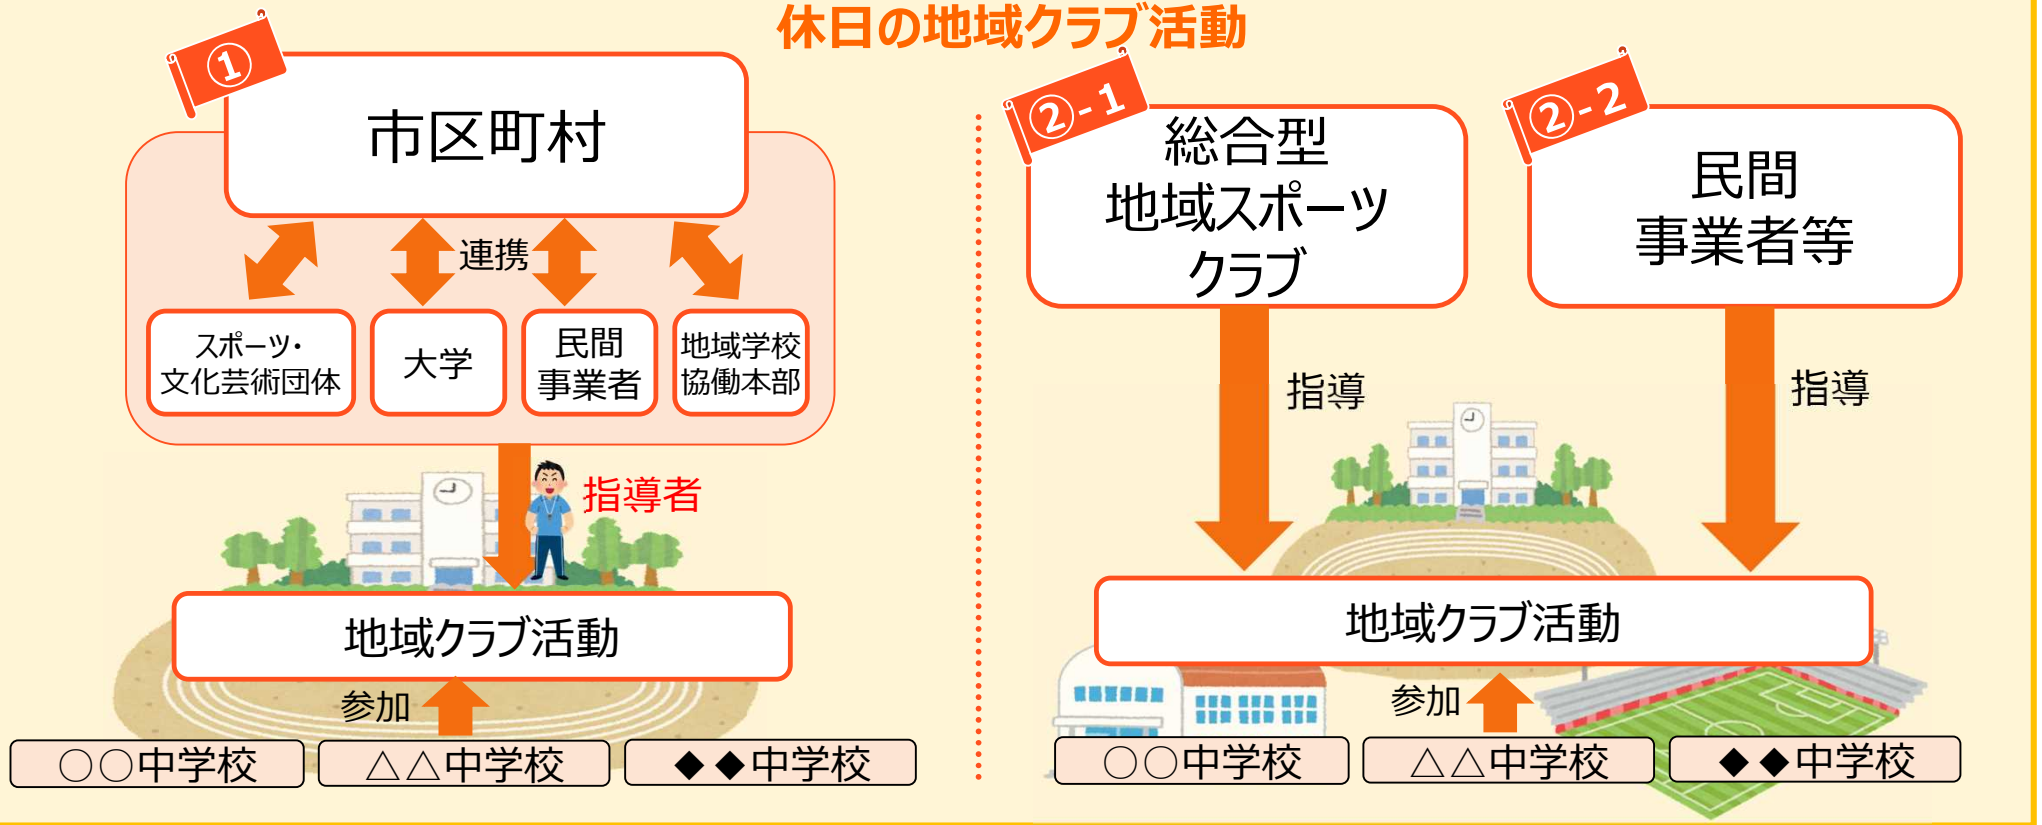 休日の地域クラブ活動
①
市区町村
連携
スポーツ・
文化芸術団体
大学
民間
事業者
地域学校
協働本部
指導者
地域クラブ活動
参加
○○中学校
△△中学校
◆◆中学校
②-1
総合型
地域スポーツ
クラブ
指導
②-2
民間
事業者等
指導
地域クラブ活動
参加
○○中学校
△△中学校
◆◆中学校